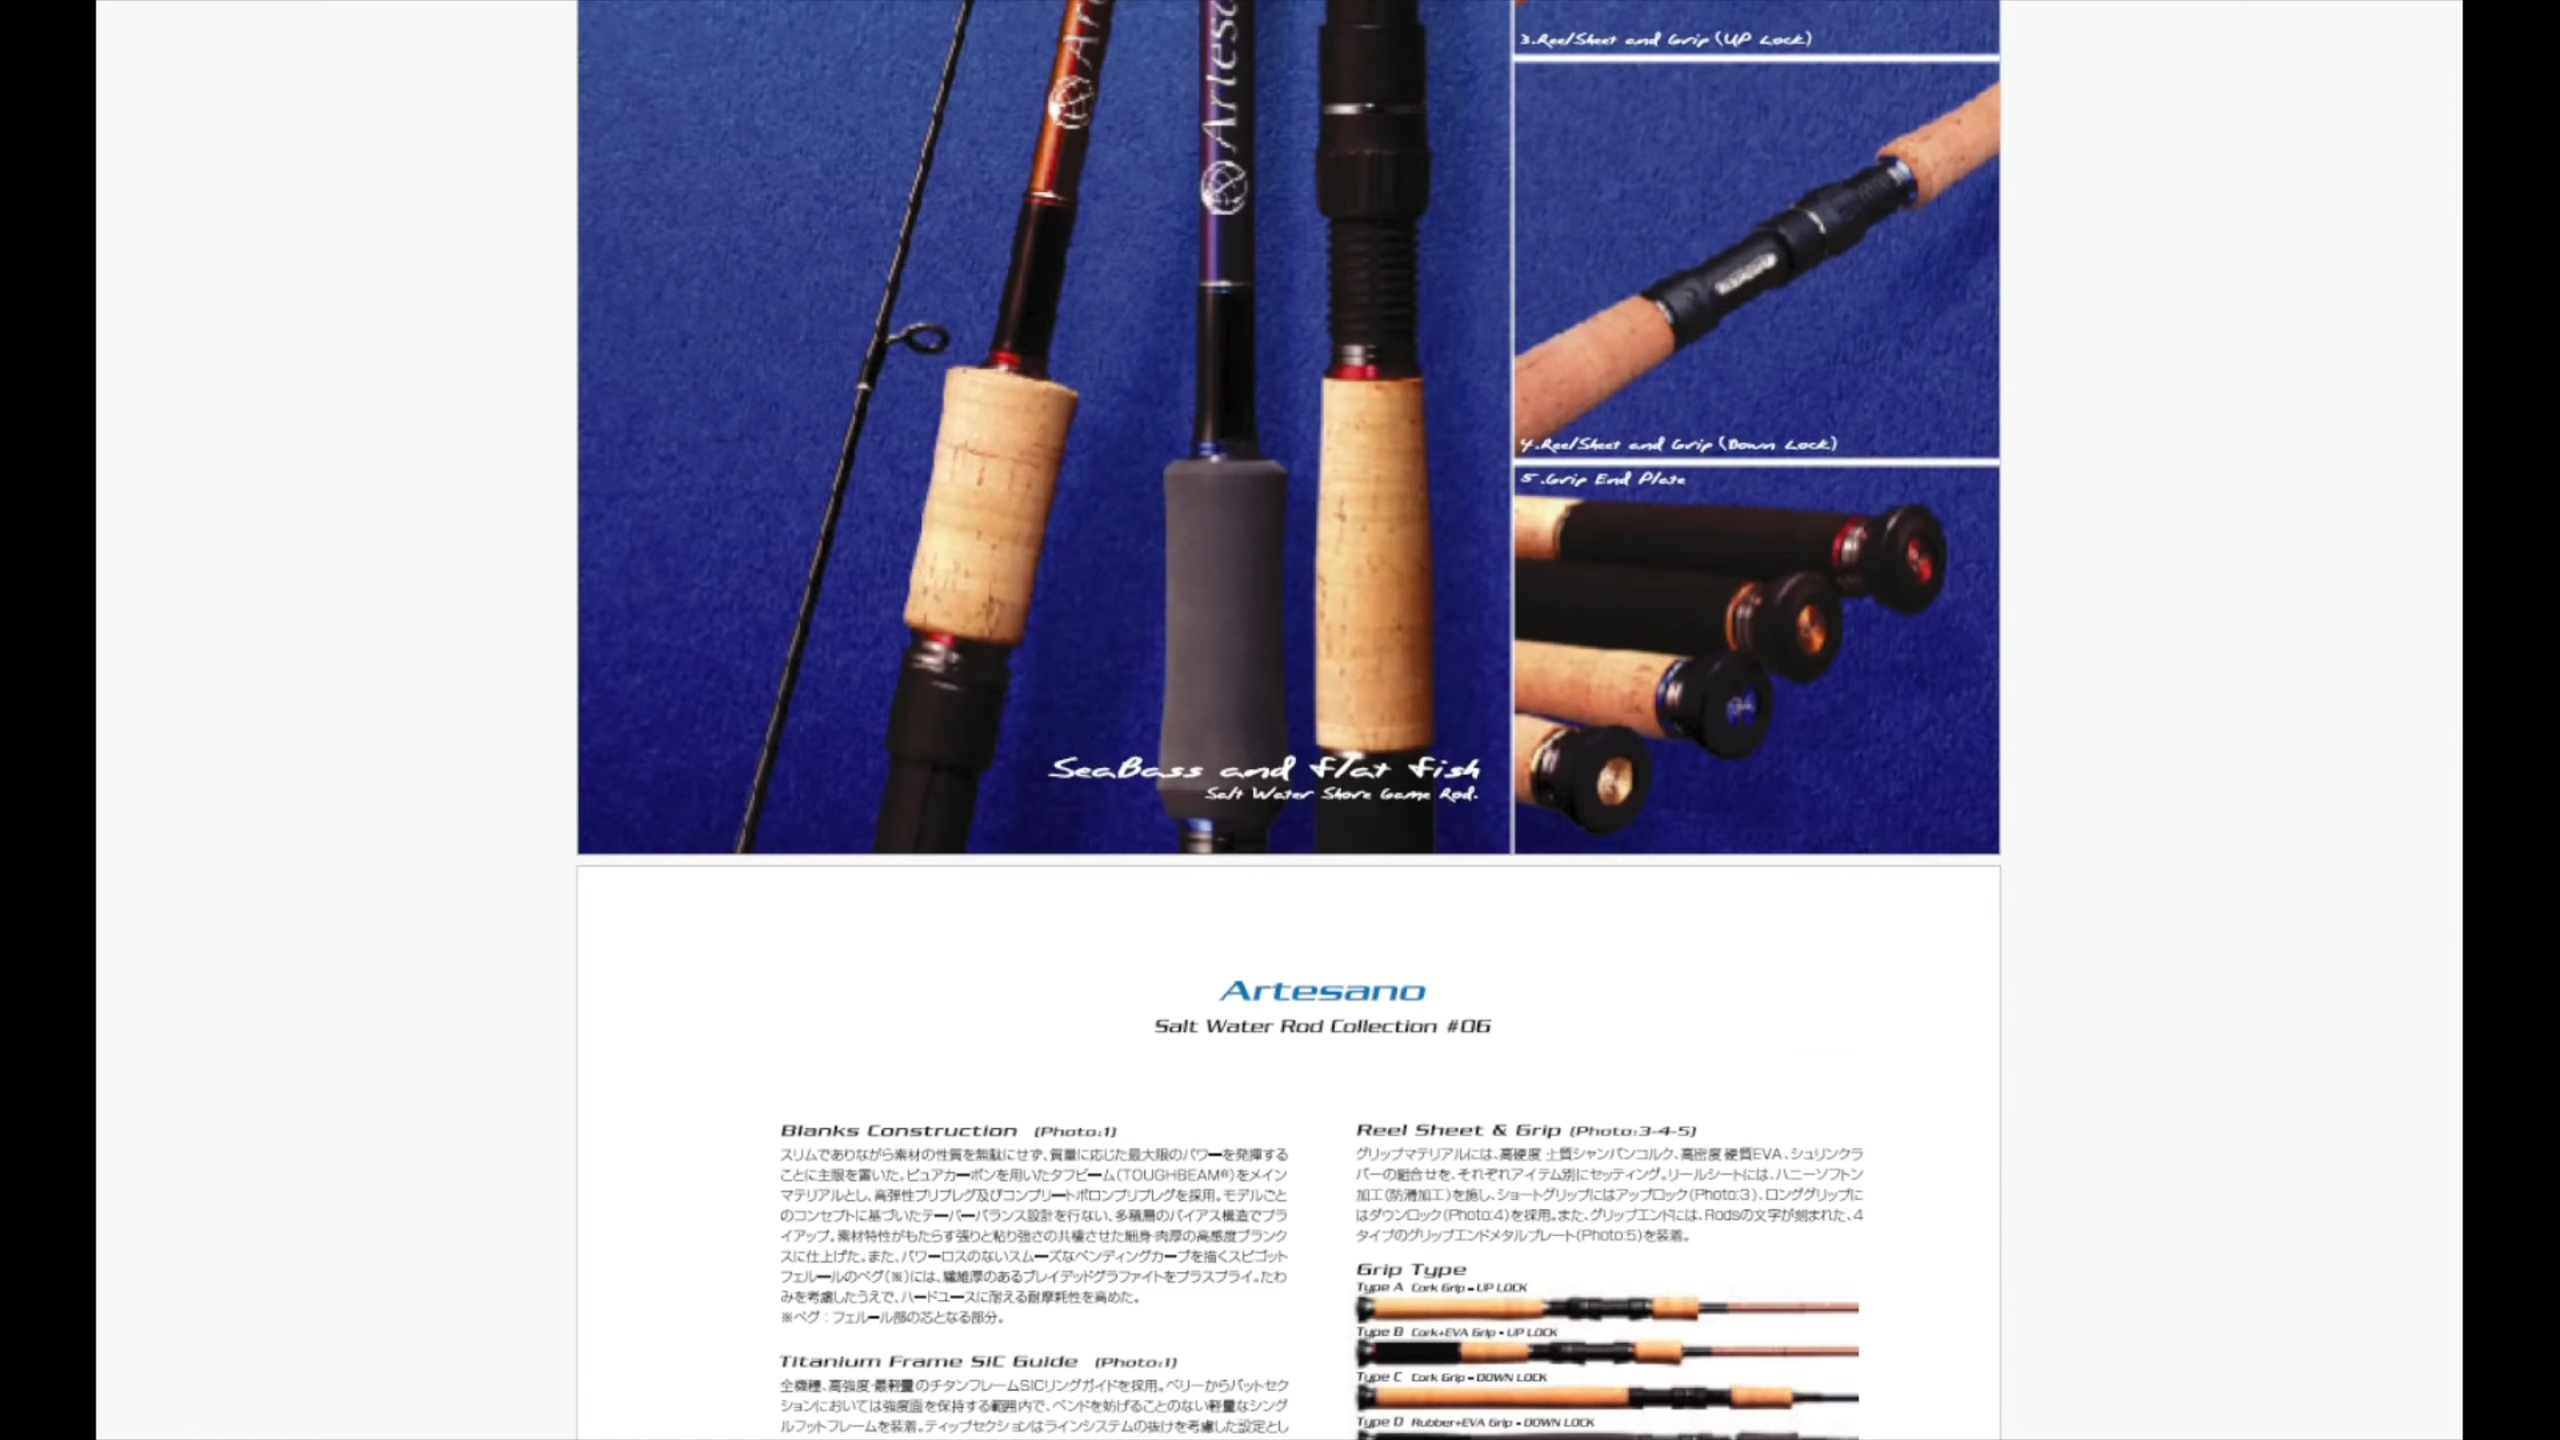 3.ReelSheet and Grip (UP Lock)
Artesa
4.ReelSheet and Grip (Down Lock)
5.Grip End Plate
SeaBass and flat fish
Salt Water Shore Game Rod.
Artesano
Salt Water Rod Collection #06
Blanks Construction (Photo:1)
スリムでありながら素材の性質を無駄にせず、質量に応じた最大限のパワーを発揮する
ことに主眼を置いた。ピュアカーボンを用いたタフビーム(TOUGHBEAM®)をメイン
マテリアルとし、高弾性プリプレグ及びコンプリートボロンプリプレグを採用。モデルごと
のコンセプトに基づいたテーパーバランス設計を行ない、多積層のバイアス構造でプラ
イアップ。素材特性がもたらす張りと粘り強さの共棲させた細身・肉厚の高感度ブランク
スに仕上げた。また、パワーロスのないスムーズなベンディングカーブを描くスピゴット
フェルールのペグ(※)には、繊維厚のあるブレイデッドグラファイトをプラスプライ。たわ
みを考慮したうえで、ハードユースに耐える耐摩耗性を高めた。
※ペグ：フェルール部の芯となる部分。
Titanium Frame SiC Guide (Photo:1)
全機種、高強度・最軽量のチタンフレームSICリングガイドを採用。ベリーからバットセク
ションにおいては強度面を保持する範囲内で、ベンドを妨げることのない軽量なシング
ルフットフレームを装着。ティップセクションはラインシステムの抜けを考慮した設定とし
Reel Sheet & Grip (Photo:3-4-5)
グリップマテリアルには、高硬度 上質シャンパンコルク、高密度 硬質EVA、シュリンクラ
バーの組合せを、それぞれアイテム別にセッティング。リールシートには、ハニーソフトン
加工(防滑加工)を施し、ショートグリップにはアップロック(Photo:3)、ロンググリップに
はダウンロック(Photo:4)を採用。また、グリップエンドには、Rodsの文字が刻まれた、4
タイプのグリップエンドメタルプレート(Photo:5)を装着。
Grip Type
Type A Cork Grip • UP LOCK
Type B Cork+EVA Grip • UP LOCK
Type C Cork Grip • DOWN LOCK
Type D Rubber+EVA Grip • DOWN LOCK